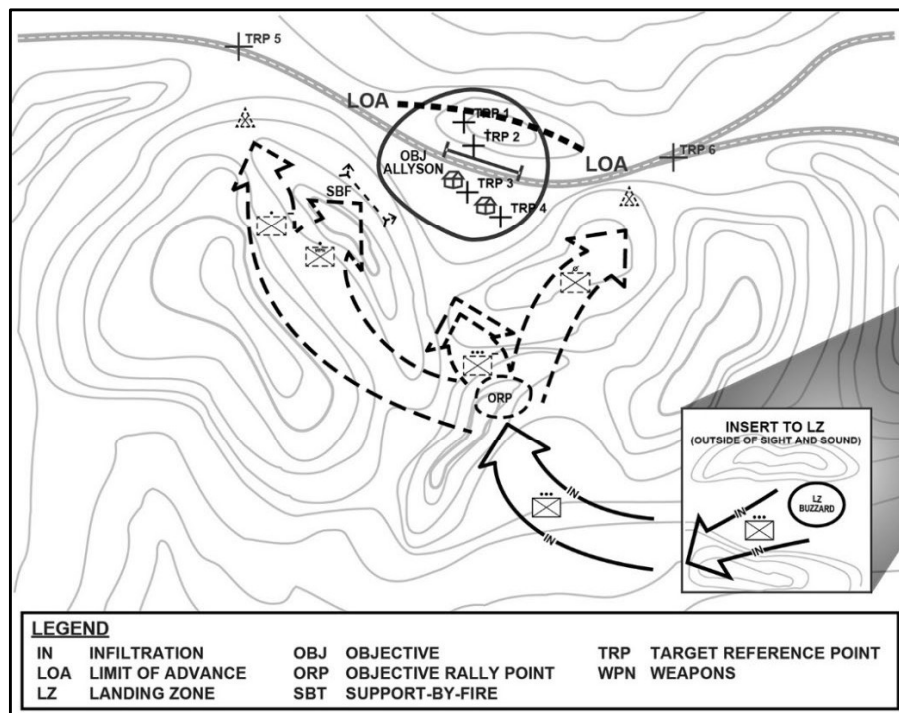 TRP 5
LOA
TRP 1
TRP 2
OBJ
ALLYSON
LOA
TRP 6
TRP 3
TRP 4
SBF
ORP
IN
IN
INSERT TO LZ
(OUTSIDE OF SIGHT AND SOUND)
LZ
BUZZARD
IN
IN
LEGEND
IN INFILTRATION OBJ OBJECTIVE TRP TARGET REFERENCE POINT
LOA LIMIT OF ADVANCE ORP OBJECTIVE RALLY POINT WPN WEAPONS
LZ LANDING ZONE SBT SUPPORT-BY-FIRE